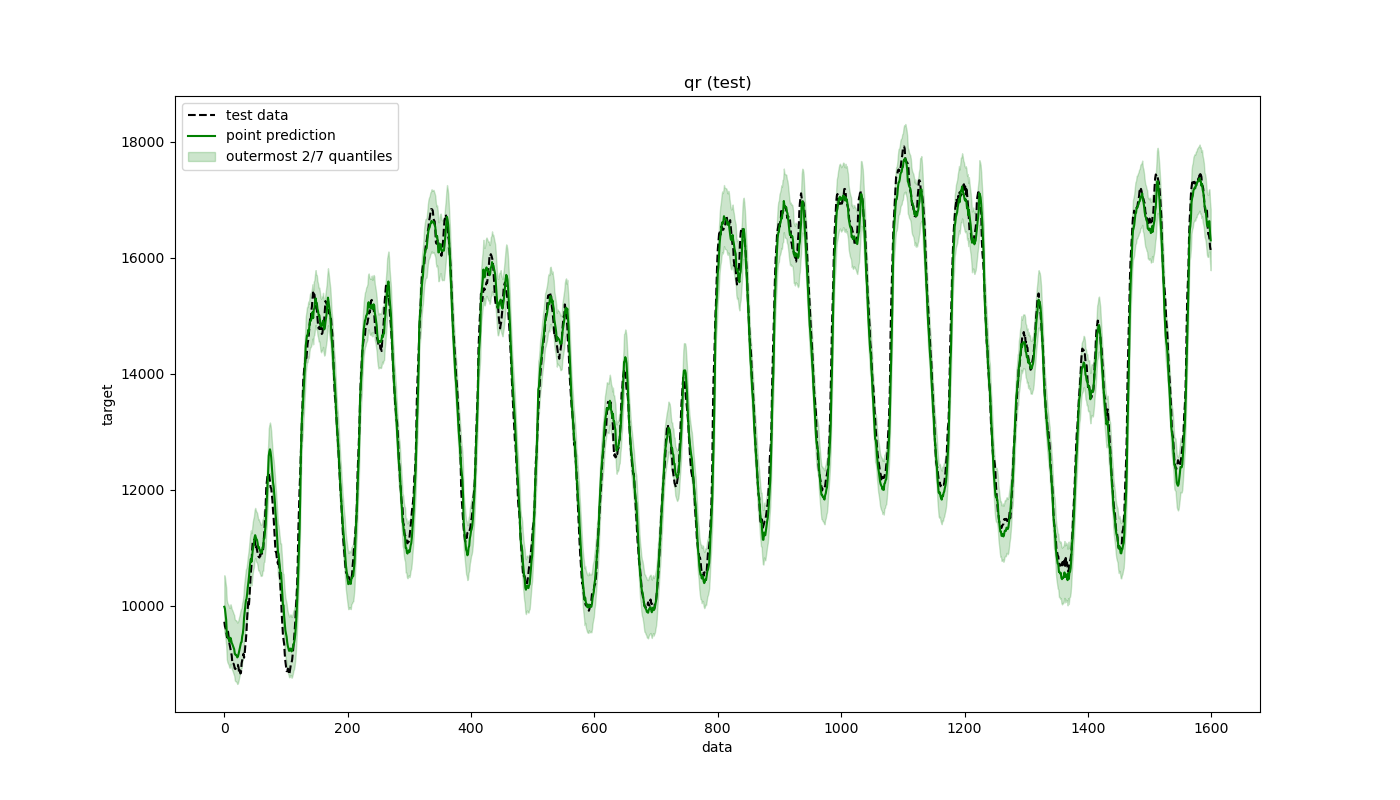 qr (test)
test data
point prediction
outermost 2/7 quantiles
18000
16000
14000
12000
10000
target
0 200 400 600 800 1000 1200 1400 1600
data